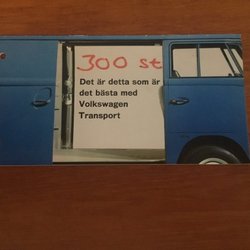 300 st
Det är detta som är
det bästa med
Volkswagen
Transport